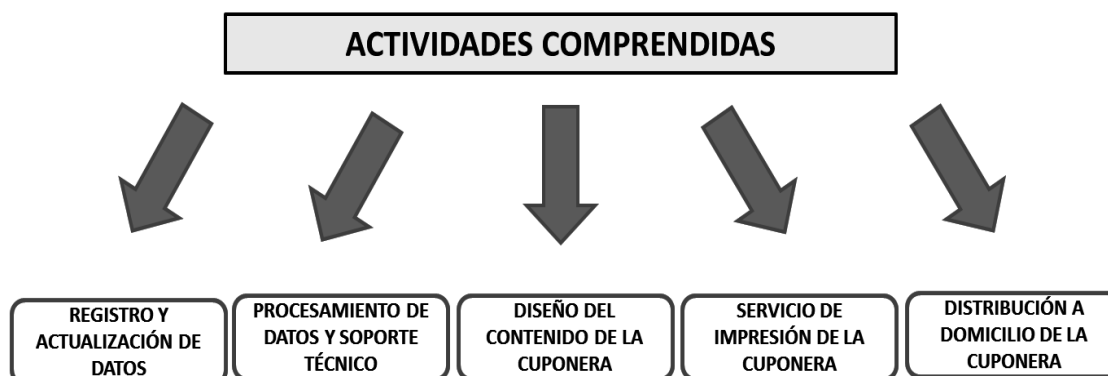 ACTIVIDADES COMPRENDIDAS
REGISTRO Y
ACTUALIZACIÓN DE
DATOS
PROCESAMIENTO DE
DATOS Y SOPORTE
TÉCNICO
DISEÑO DEL
CONTENIDO DE LA
CUPONERA
SERVICIO DE
IMPRESIÓN DE LA
CUPONERA
DISTRIBUCIÓN A
DOMICILIO DE LA
CUPONERA